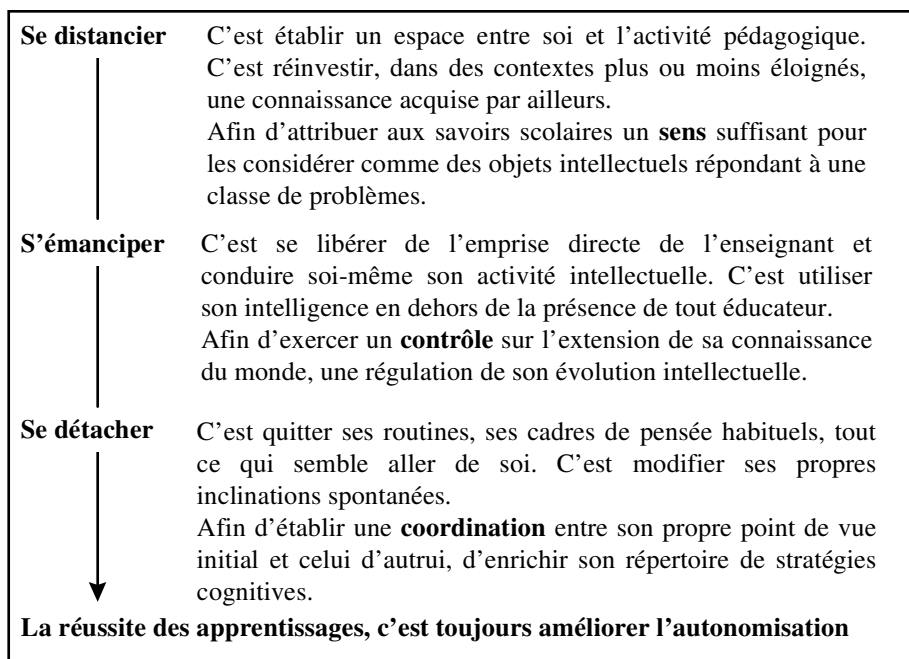 Se distancier C’est établir un espace entre soi et l’activité pédagogique.
C’est réinvestir, dans des contextes plus ou moins éloignés,
une connaissance acquise par ailleurs.
Afin d’attribuer aux savoirs scolaires un sens suffisant pour
les considérer comme des objets intellectuels répondant à une
classe de problèmes.
S’émanciper C’est se libérer de l’emprise directe de l’enseignant et
conduire soi-même son activité intellectuelle. C’est utiliser
son intelligence en dehors de la présence de tout éducateur.
Afin d’exercer un contrôle sur l’extension de sa connaissance
du monde, une régulation de son évolution intellectuelle.
Se détacher C’est quitter ses routines, ses cadres de pensée habituels, tout
ce qui semble aller de soi. C’est modifier ses propres
inclinations spontanées.
Afin d’établir une coordination entre son propre point de vue
initial et celui d’autrui, d’enrichir son répertoire de stratégies
cognitives.
La réussite des apprentissages, c’est toujours améliorer l’autonomisation